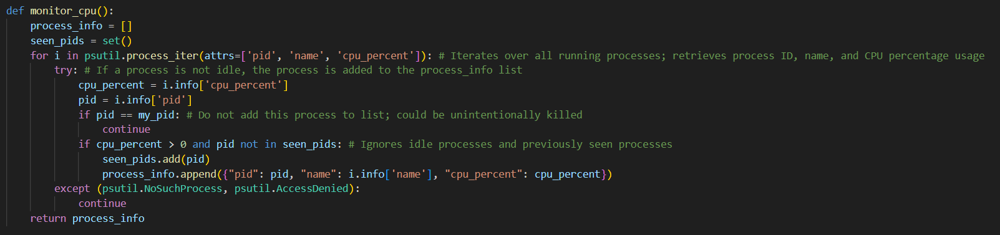 def monitor_cpu():
    process_info = []
    seen_pids = set()
    for i in psutil.process_iter(attrs=['pid', 'name', 'cpu_percent']): # Iterates over all running processes; retrieves process ID, name, and CPU percentage usage
        try: # If a process is not idle, the process is added to the process_info list
            cpu_percent = i.info['cpu_percent']
            pid = i.info['pid']
            if pid == my_pid: # Do not add this process to list; could be unintentionally killed
                continue
            if cpu_percent > 0 and pid not in seen_pids: # Ignores idle processes and previously seen processes
                seen_pids.add(pid)
                process_info.append({"pid": pid, "name": i.info['name'], "cpu_percent": cpu_percent})
        except (psutil.NoSuchProcess, psutil.AccessDenied):
            continue
    return process_info